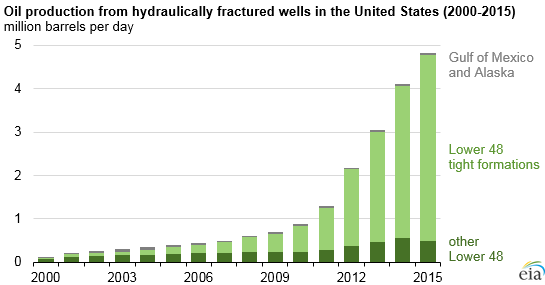 Oil production from hydraulically fractured wells in the United States (2000-2015)
million barrels per day
5
4
3
2
1
0
2000 2003 2006 2009 2012 2015
Gulf of Mexico
and Alaska
Lower 48
tight formations
other
Lower 48
eia